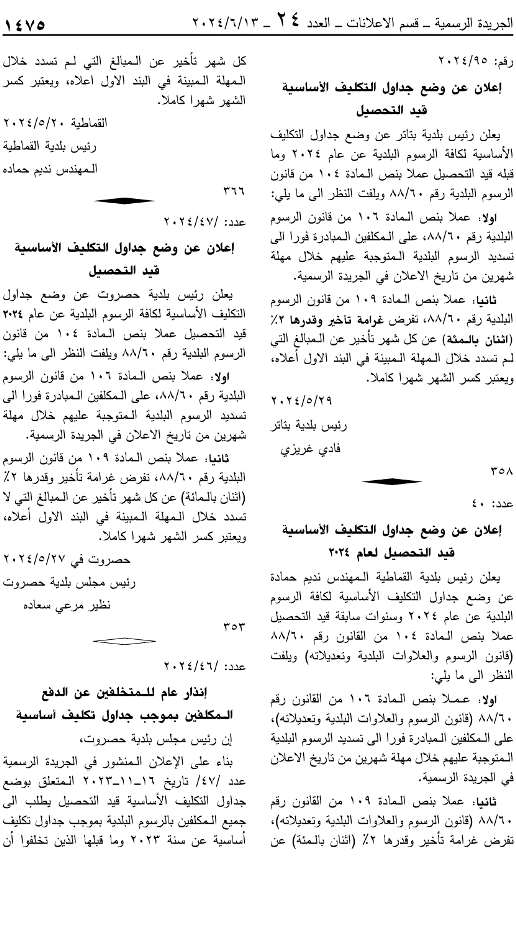 الجريدة الرسمية ــ قسم الاعلانات ــ العدد ٢٤ ــ ٢٠٢٤/٦/١٣
١٤٧٥
رقم: ٢٠٢٤/٩٥
إعلان عن وضع جداول التكليف الأساسية
قيد التحصيل
يعلن رئيس بلدية بتاتر عن وضع جداول التكليف
الأساسية لكافة الرسوم البلدية عن عام ٢٠٢٤ وما
قبله قيد التحصيل عملا بنص المادة ١٠٤ من قانون
الرسوم البلدية رقم ٨٨/٦٠ ويلفت النظر الى ما يلي:
اولا: عملا بنص المادة ١٠٦ من قانون الرسوم
البلدية رقم ٨٨/٦٠، على المكلفين المبادرة فورا الى
تسديد الرسوم البلدية المتوجبة عليهم خلال مهلة
شهرين من تاريخ الاعلان في الجريدة الرسمية.
ثانيا: عملا بنص المادة ١٠٩ من قانون الرسوم
البلدية رقم ٨٨/٦٠، تفرض غرامة تأخير وقدرها ٢٪
(اثنان بالمئة) عن كل شهر تأخير عن المبالغ التي
لم تسدد خلال المهلة المبينة في البند الاول أعلاه،
ويعتبر كسر الشهر شهرا كاملا.
٢٠٢٤/٥/٢٩
رئيس بلدية بتاتر
فادي غريزي
٣٥٨
عدد: ٤٠
إعلان عن وضع جداول التكليف الأساسية
قيد التحصيل لعام ٢٠٢٤
يعلن رئيس بلدية القماطية المهندس نديم حمادة
عن وضع جداول التكليف الأساسية لكافة الرسوم
البلدية عن عام ٢٠٢٤ وسنوات سابقة قيد التحصيل
عملا بنص المادة ١٠٤ من القانون رقم ٨٨/٦٠
(قانون الرسوم والعلاوات البلدية وتعديلاته) ويلفت
النظر الى ما يلي:
اولا: عملا بنص المادة ١٠٦ من القانون رقم
٨٨/٦٠ (قانون الرسوم والعلاوات البلدية وتعديلاته)،
على المكلفين المبادرة فورا الى تسديد الرسوم البلدية
المتوجبة عليهم خلال مهلة شهرين من تاريخ الاعلان
في الجريدة الرسمية.
ثانيا: عملا بنص المادة ١٠٩ من القانون رقم
٨٨/٦٠ (قانون الرسوم والعلاوات البلدية وتعديلاته)،
تفرض غرامة تأخير وقدرها ٢٪ (اثنان بالمئة) عن
كل شهر تأخير عن المبالغ التي لم تسدد خلال
المهلة المبينة في البند الاول اعلاه، ويعتبر كسر
الشهر شهرا كاملا.
القماطية ٢٠٢٤/٥/٢٠
رئيس بلدية القماطية
المهندس نديم حماده
٣٦٦
عدد: /٢٠٢٤/٤٧
إعلان عن وضع جداول التكليف الأساسية
قيد التحصيل
يعلن رئيس بلدية حصروت عن وضع جداول
التكليف الأساسية لكافة الرسوم البلدية عن عام ٢٠٢٤
قيد التحصيل عملا بنص المادة ١٠٤ من قانون
الرسوم البلدية رقم ٨٨/٦٠ ويلفت النظر الى ما يلي:
اولا: عملا بنص المادة ١٠٦ من قانون الرسوم
البلدية رقم ٨٨/٦٠، على المكلفين المبادرة فورا الى
تسديد الرسوم البلدية المتوجبة عليهم خلال مهلة
شهرين من تاريخ الاعلان في الجريدة الرسمية.
ثانيا: عملا بنص المادة ١٠٩ من قانون الرسوم
البلدية رقم ٨٨/٦٠، تفرض غرامة تأخير وقدرها ٢٪
(اثنان بالمائة) عن كل شهر تأخير عن المبالغ التي لا
تسدد خلال المهلة المبينة في البند الأول أعلاه،
ويعتبر كسر الشهر شهرا كاملا.
حصروت في ٢٠٢٤/٥/٢٧
رئيس مجلس بلدية حصروت
نظير مرعي سعاده
٣٥٣
عدد: /٢٠٢٤/٤٦
إنذار عام للمتخلفين عن الدفع
المكلفين بموجب جداول تكليف أساسية
إن رئيس مجلس بلدية حصروت،
بناء على الإعلان المنشور في الجريدة الرسمية
عدد /٤٧/ تاريخ ١٦ــ١١ــ٢٠٢٣ المتعلق بوضع
جداول التكليف الأساسية قيد التحصيل يطلب الى
جميع المكلفين بالرسوم البلدية بموجب جداول تكليف
أساسية عن سنة ٢٠٢٣ وما قبلها الذين تخلفوا أن